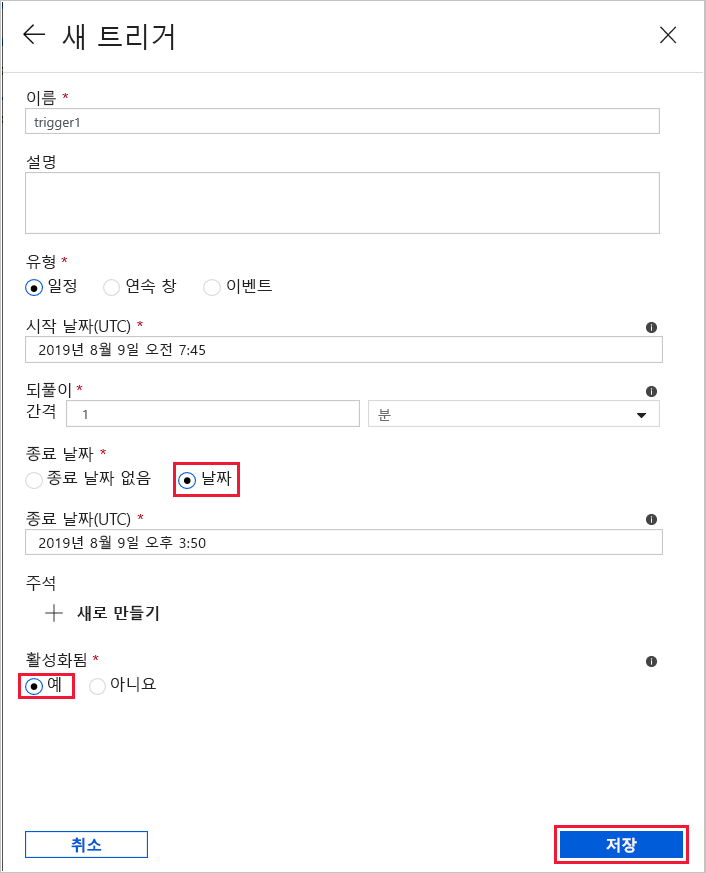 새 트리거
이름 *
trigger1
설명
유형 *
일정 연속 창 이벤트
시작 날짜(UTC) *
2019년 8월 9일 오전 7:45
되풀이 *
간격 1 분
종료 날짜 *
종료 날짜 없음 날짜
종료 날짜(UTC) *
2019년 8월 9일 오후 3:50
주석
새로 만들기
활성화됨 *
예 아니요
취소 저장